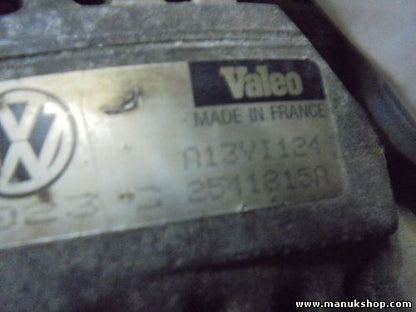 Valeo
MADE IN FRANCE
A13VI124
2541815A
www.manukshop.com